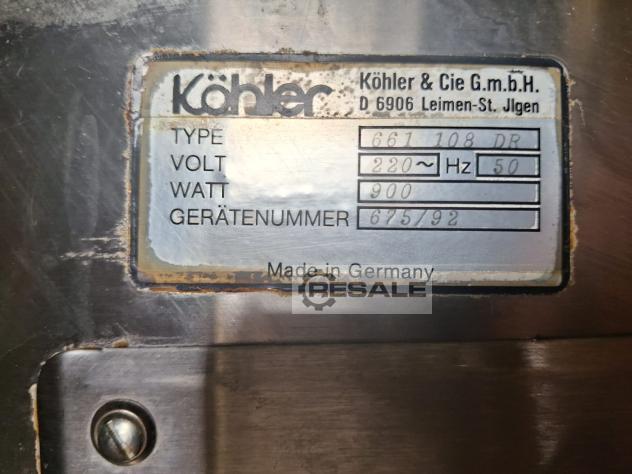 Köhler
Köhler & Cie G.m.b.H.
D 6906 Leimen-St. Jlgen
TYPE 661 108 DR
VOLT 220~ Hz 50
WATT 900
GERÄTENUMMER 675/92
Made in Germany
RESALE